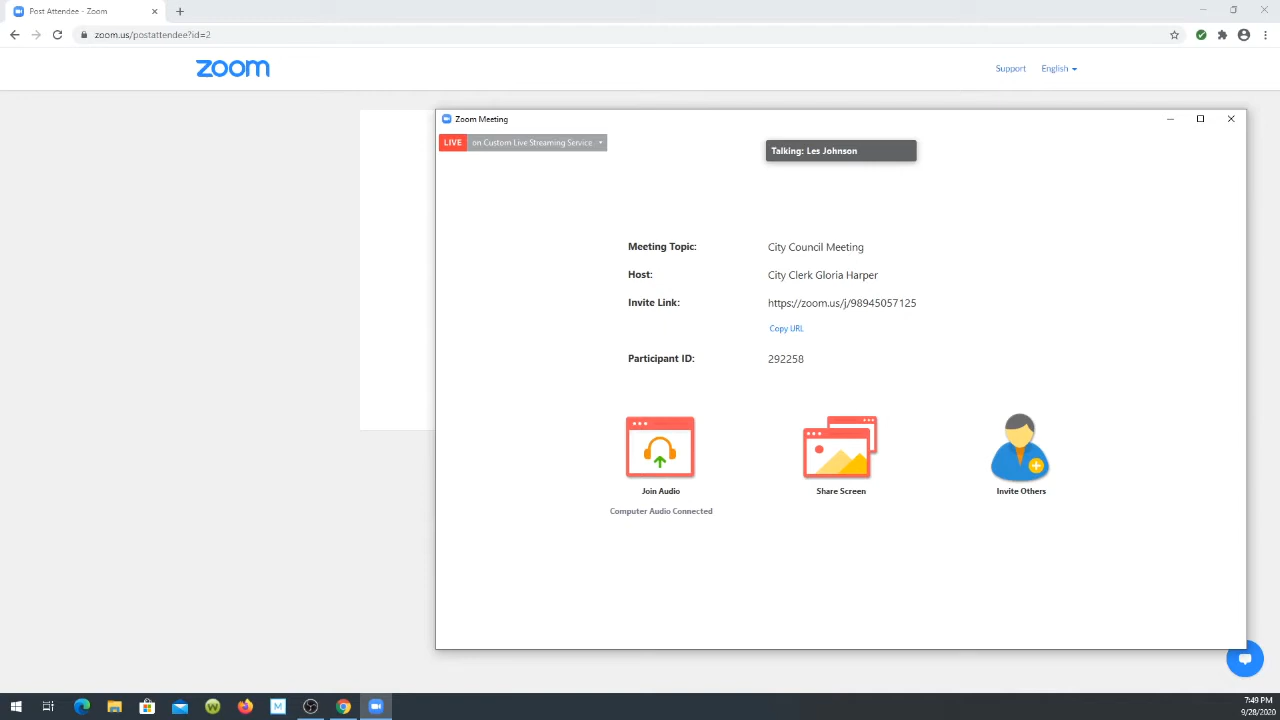 Post Attendee - Zoom
zoom.us/postattendee?id=2
zoom
Support English
Zoom Meeting
LIVE on Custom Live Streaming Service
Talking: Les Johnson
Meeting Topic: City Council Meeting
Host: City Clerk Gloria Harper
Invite Link: https://zoom.us/j/98945057125
Copy URL
Participant ID: 292258
Join Audio Share Screen Invite Others
Computer Audio Connected
W M
7:49 PM
9/28/2020